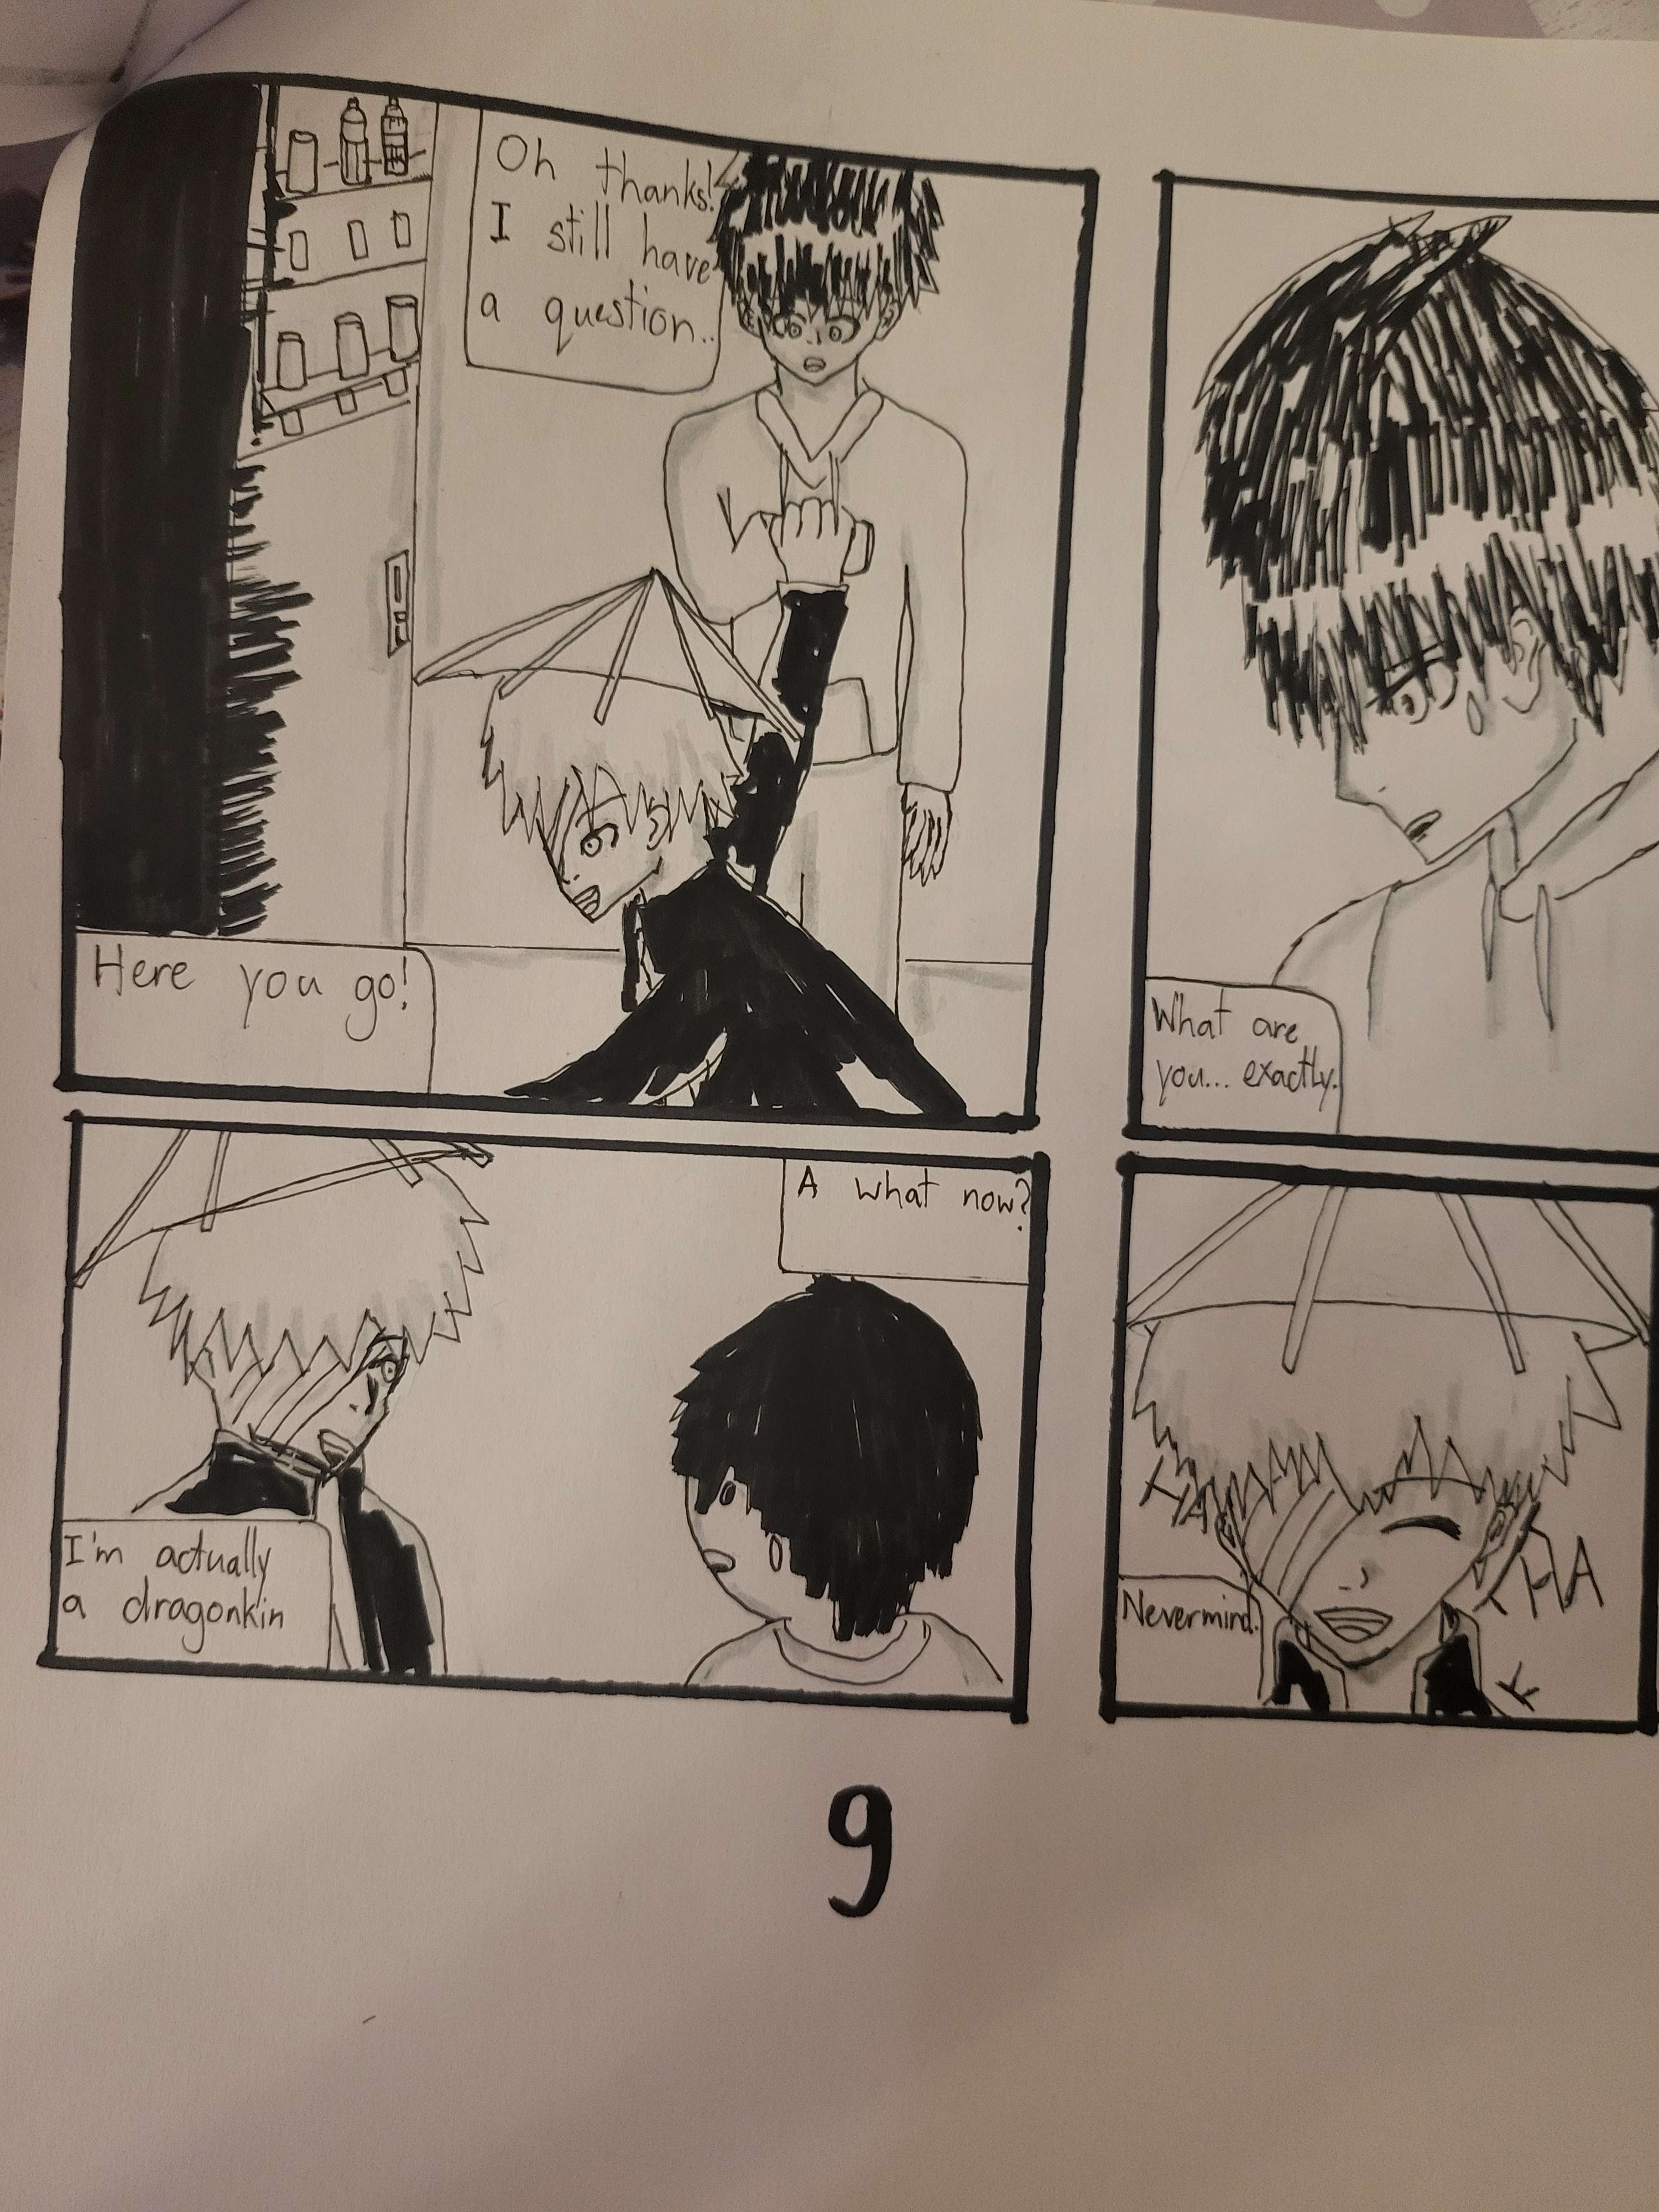 Oh thanks!
I still have
a question..
Here you go!
What are
you... exactly.
I'm actually
a dragonkin
A what now?
HA
HA
Nevermind.
9